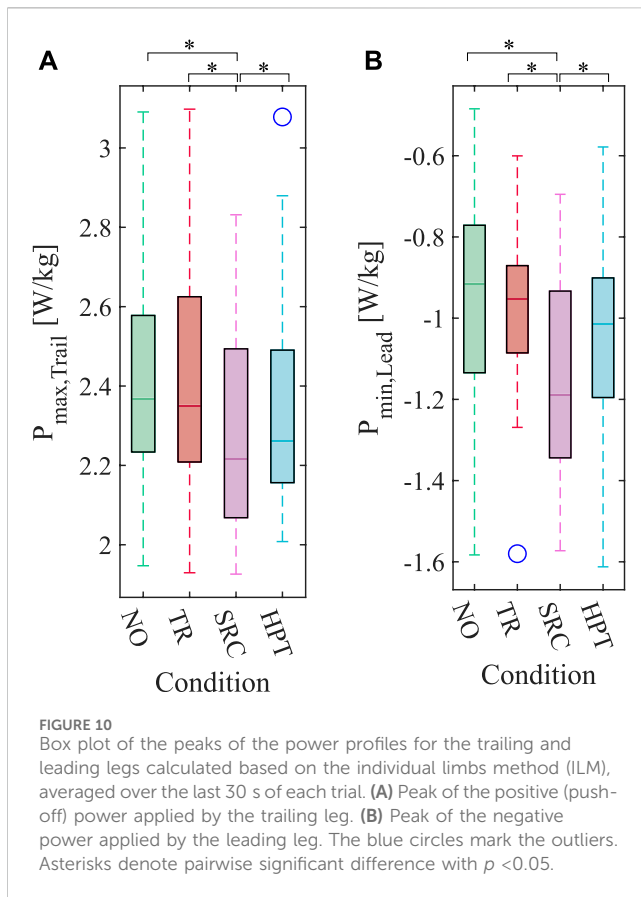 *
*
*
A
3
2.8
2.6
2.4
2.2
2
P_max,Trail [W/kg]
NO
TR
SRC
HPT
Condition
*
*
*
B
-0.6
-0.8
-1
-1.2
-1.4
-1.6
P_min,Lead [W/kg]
NO
TR
SRC
HPT
Condition
FIGURE 10
Box plot of the peaks of the power profiles for the trailing and
leading legs calculated based on the individual limbs method (ILM),
averaged over the last 30 s of each trial. (A) Peak of the positive (push-
off) power applied by the trailing leg. (B) Peak of the negative
power applied by the leading leg. The blue circles mark the outliers.
Asterisks denote pairwise significant difference with p <0.05.